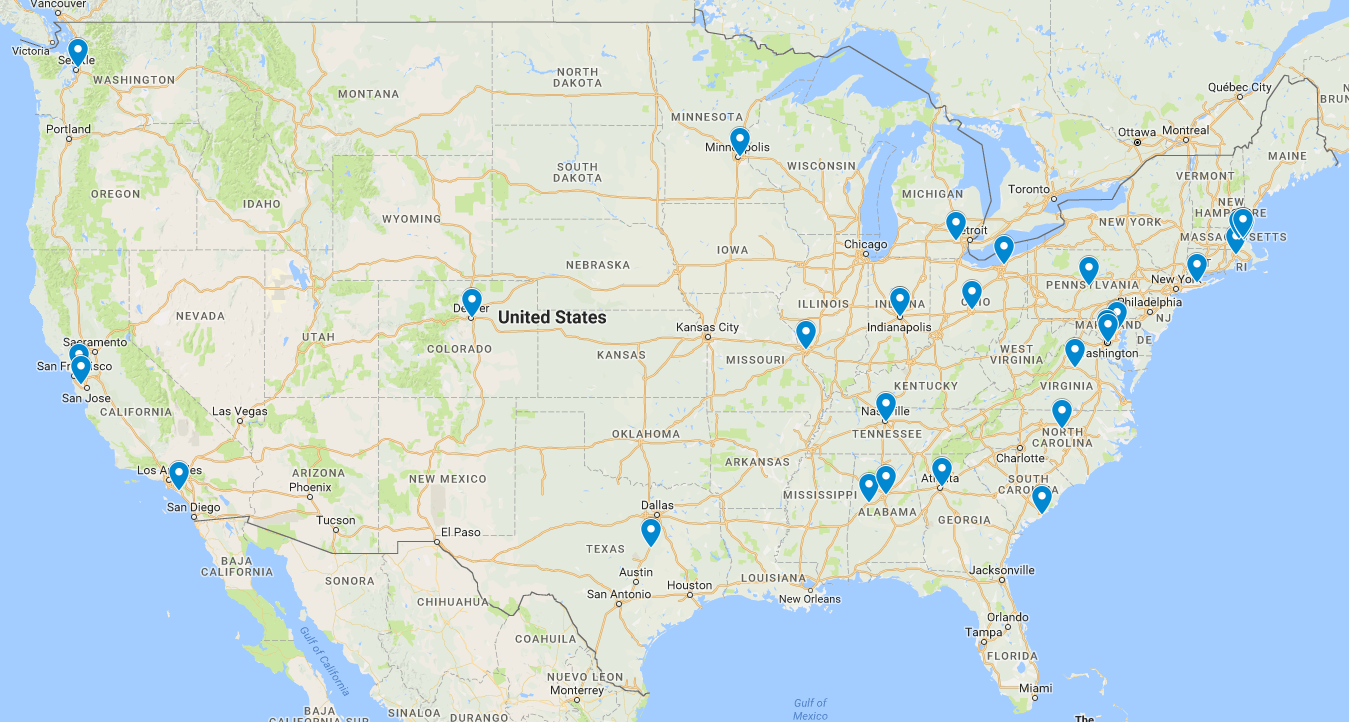 Vancouver
Victoria
Seattle
WASHINGTON
NORTH
DAKOTA
MONTANA
MINNESOTA
Québec City
Portland
Ottawa
Montreal
Minneapolis
MAINE
SOUTH
DAKOTA
WISCONSIN
VERMONT
OREGON
IDAHO
MICHIGAN
Toronto
NEW
HAMPSHIRE
WYOMING
NEW YORK
Detroit
MASSACHUSETTS
Chicago
IOWA
RI
NEBRASKA
New York
PENNSYLVANIA
Denver
United States
ILLINOIS
INDIANA
OHIO
Philadelphia
NEVADA
NJ
Kansas City
Indianapolis
MARYLAND
UTAH
DE
Sacramento
COLORADO
KANSAS
MISSOURI
WEST
VIRGINIA
Washington
San Francisco
San Jose
KENTUCKY
VIRGINIA
CALIFORNIA
Las Vegas
Nashville
OKLAHOMA
TENNESSEE
NORTH
CAROLINA
Charlotte
Los Angeles
ARIZONA
Phoenix
NEW MEXICO
ARKANSAS
Atlanta
SOUTH
CAROLINA
MISSISSIPPI
San Diego
Dallas
ALABAMA
GEORGIA
Tucson
El Paso
TEXAS
BAJA
CALIFORNIA
SONORA
Austin
Houston
LOUISIANA
Jacksonville
San Antonio
New Orleans
CHIHUAHUA
Orlando
Tampa
COAHUILA
Gulf of California
FLORIDA
NUEVO LEON
Monterrey
Miami
Gulf of
Mexico
BAJA
CALIFORNIA SUR
SINALOA
DURANGO
The